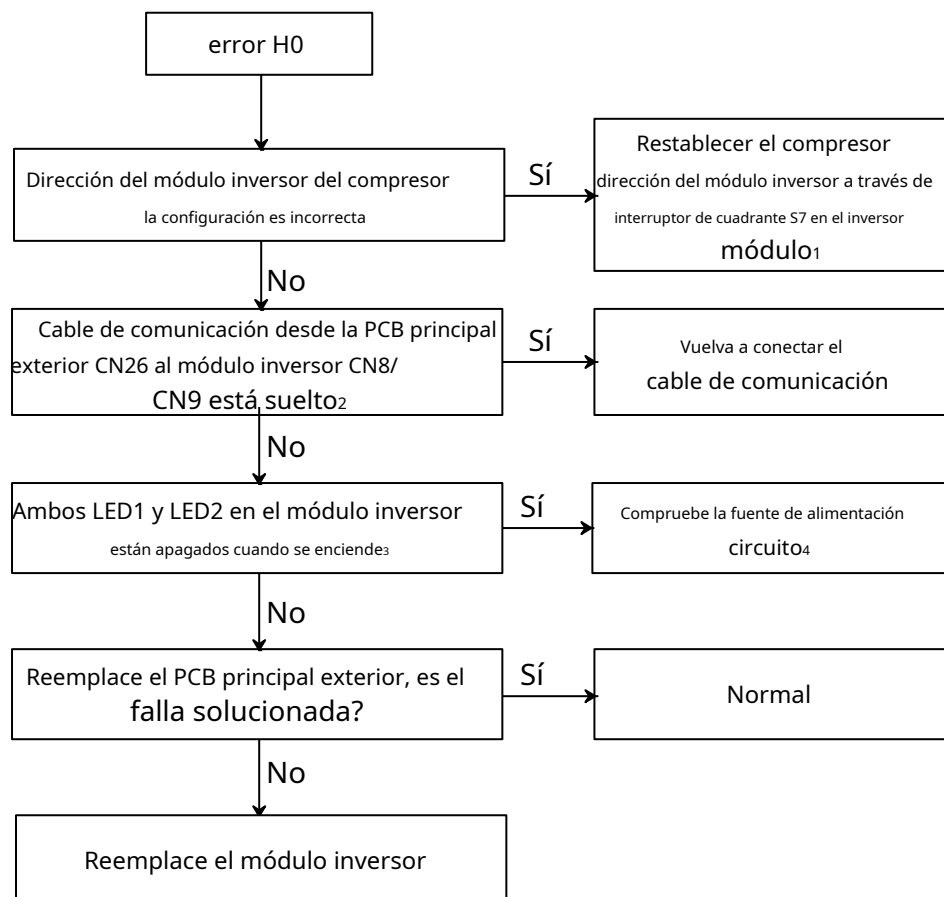 error H0
Dirección del módulo inversor del compresor
la configuración es incorrecta
Sí
Restablecer el compresor
dirección del módulo inversor a través de
interruptor de cuadrante S7 en el inversor
módulo1
No
Cable de comunicación desde la PCB principal
exterior CN26 al módulo inversor CN8/
CN9 está suelto2
Sí
Vuelva a conectar el
cable de comunicación
No
Ambos LED1 y LED2 en el módulo inversor
están apagados cuando se enciende3
Sí
Compruebe la fuente de alimentación
circuito4
No
Reemplace el PCB principal exterior, es el
falla solucionada?
Sí
Normal
No
Reemplace el módulo inversor